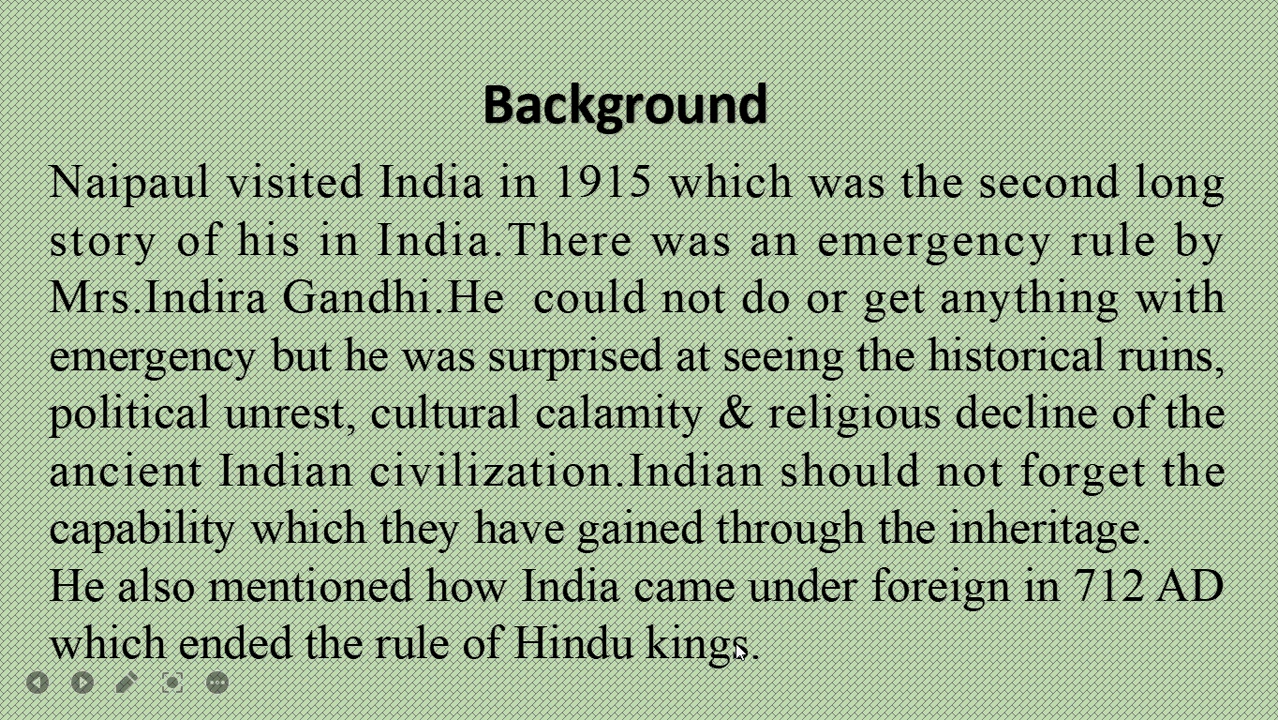 Background
Naipaul visited India in 1915 which was the second long
story of his in India.There was an emergency rule by
Mrs.Indira Gandhi.He could not do or get anything with
emergency but he was surprised at seeing the historical ruins,
political unrest, cultural calamity & religious decline of the
ancient Indian civilization.Indian should not forget the
capability which they have gained through the inheritage.
He also mentioned how India came under foreign in 712 AD
which ended the rule of Hindu kings.